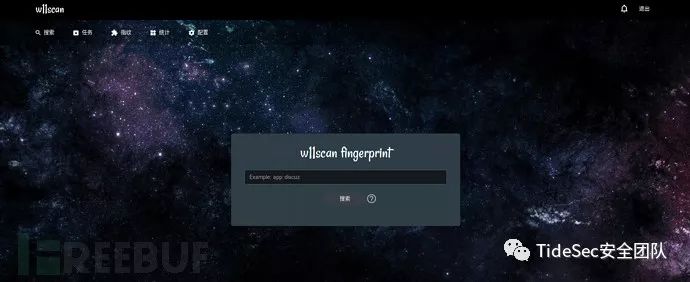 w11scan
退出
搜索 任务 指纹 统计 配置
w11scan fingerprint
Example: app:discuz
搜索 ?
FREEBUF
TideSec安全团队